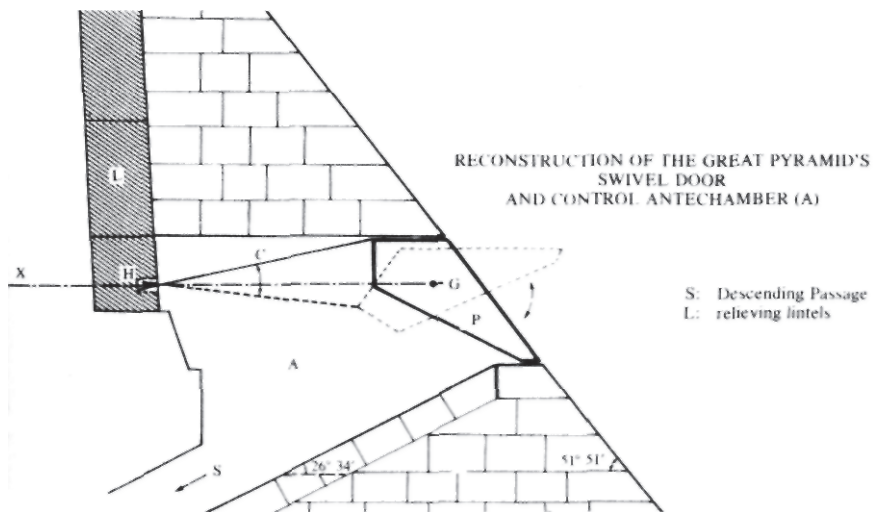 RECONSTRUCTION OF THE GREAT PYRAMID'S
SWIVEL DOOR
AND CONTROL ANTECHAMBER (A)
L
X
H
C
G
S: Descending Passage
L: relieving lintels
P
A
S
26° 34'
51° 51'